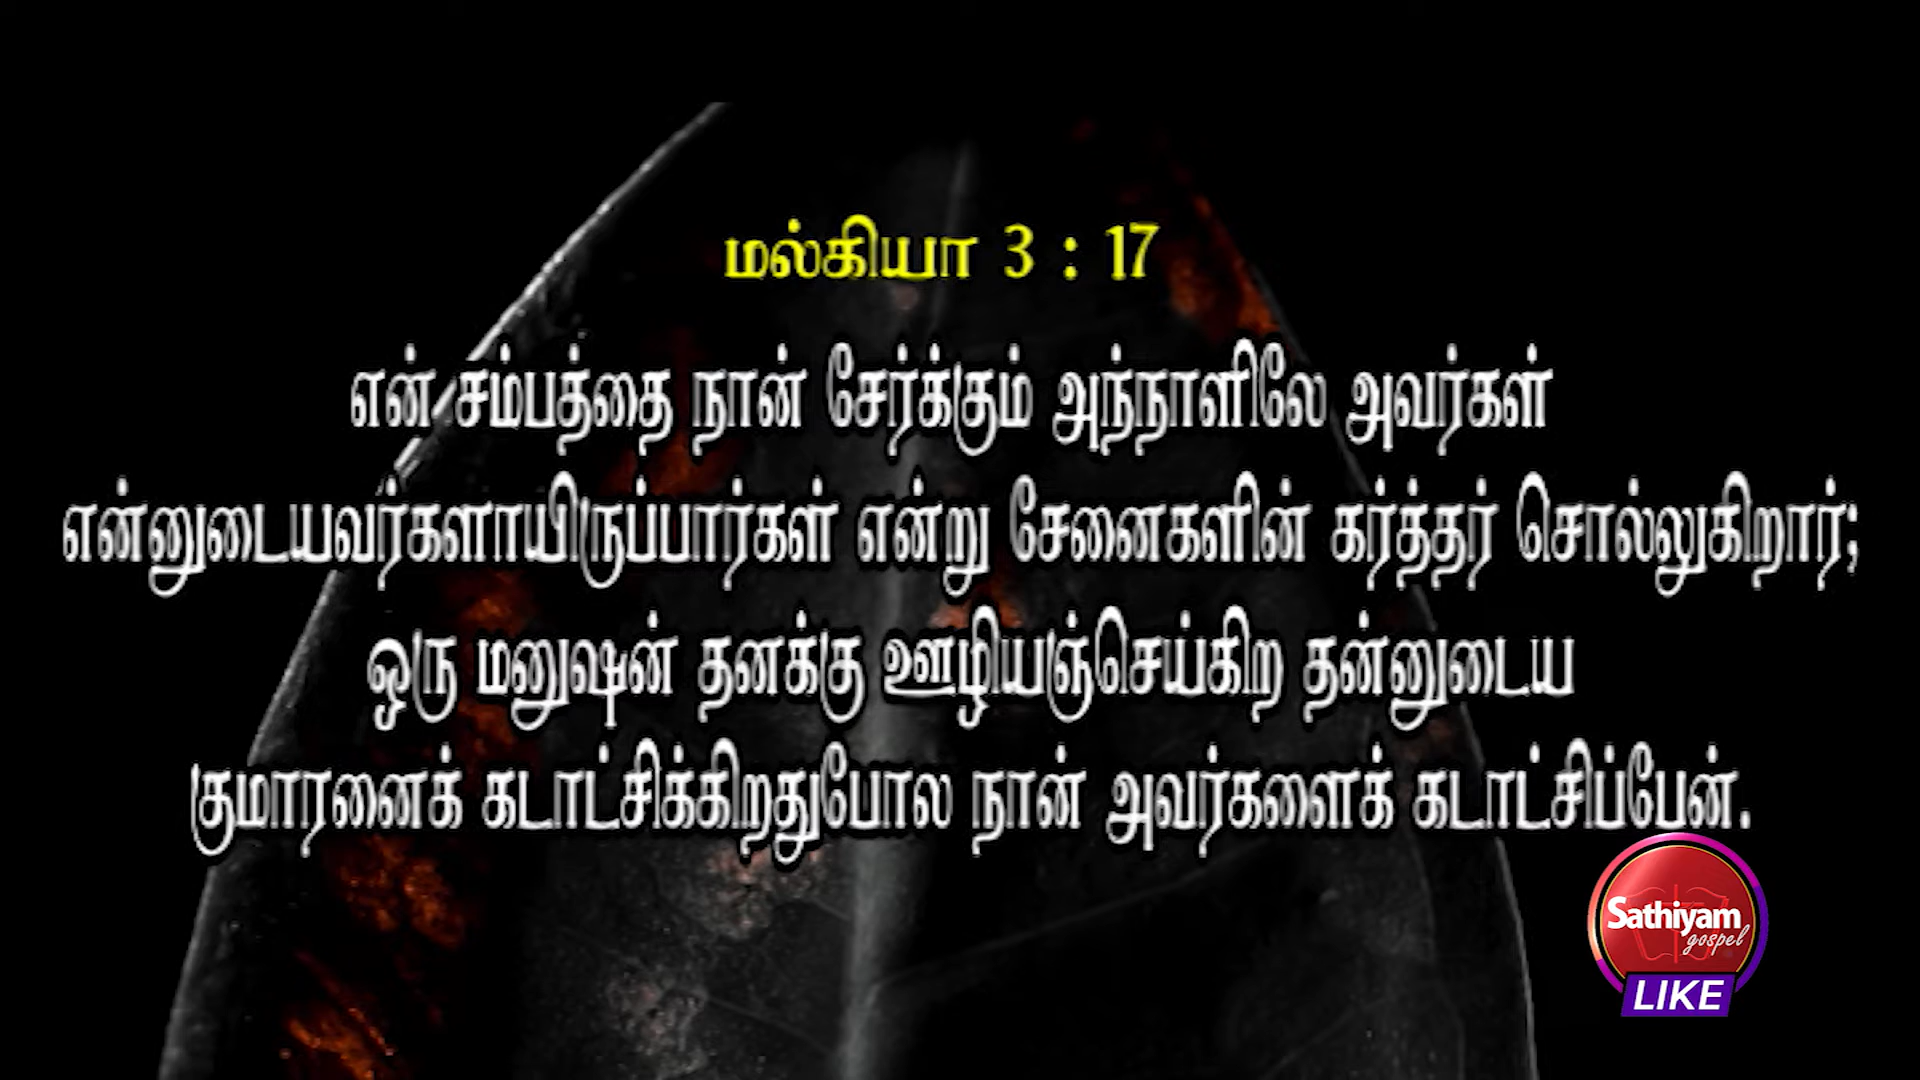 மல்கியா 3 : 17
என் சம்பத்தை நான் சேர்க்கும் அந்நாளிலே அவர்கள்
என்னுடையவர்களாயிருப்பார்கள் என்று சேனைகளின் கர்த்தர் சொல்லுகிறார்;
ஒரு மனுஷன் தனக்கு ஊழியஞ்செய்கிற தன்னுடைய
குமாரனைக் கடாட்சிக்கிறதுபோல நான் அவர்களைக் கடாட்சிப்பேன்.
Sathiyam
gospel
LIKE